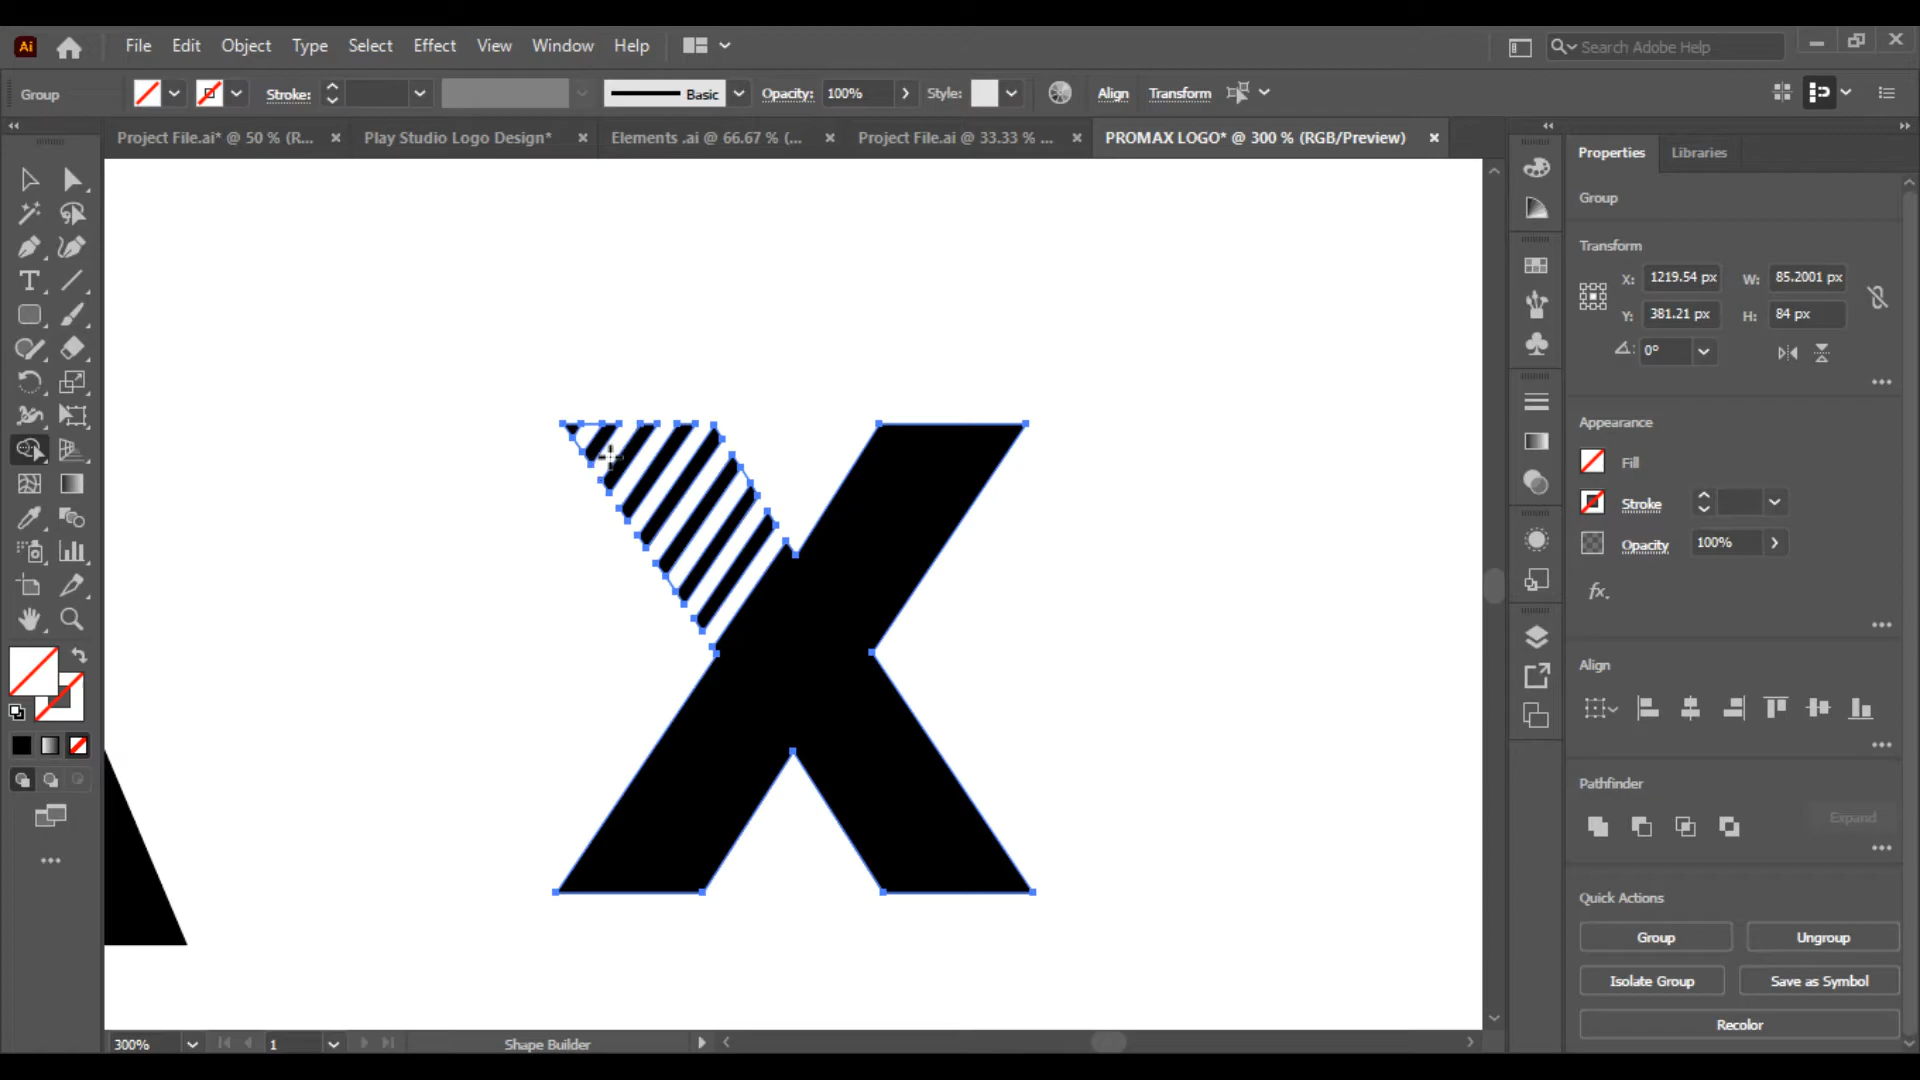 Ai File Edit Object Type Select Effect View Window Help Search Adobe Help
Group Stroke: Basic Opacity: 100% Style: Align Transform
Project File.ai* @ 50 % (R... Play Studio Logo Design* Elements .ai @ 66.67 % (... Project File.ai @ 33.33 % ... PROMAX LOGO* @ 300 % (RGB/Preview)
Properties Libraries
Group
Transform
X: 1219.54 px W: 85.2001 px
Y: 381.21 px H: 84 px
0°
Appearance
Fill
Stroke
Opacity 100%
fx.
Align
Pathfinder
Expand
Quick Actions
Group Ungroup
Isolate Group Save as Symbol
Recolor
X
300% 1 Shape Builder